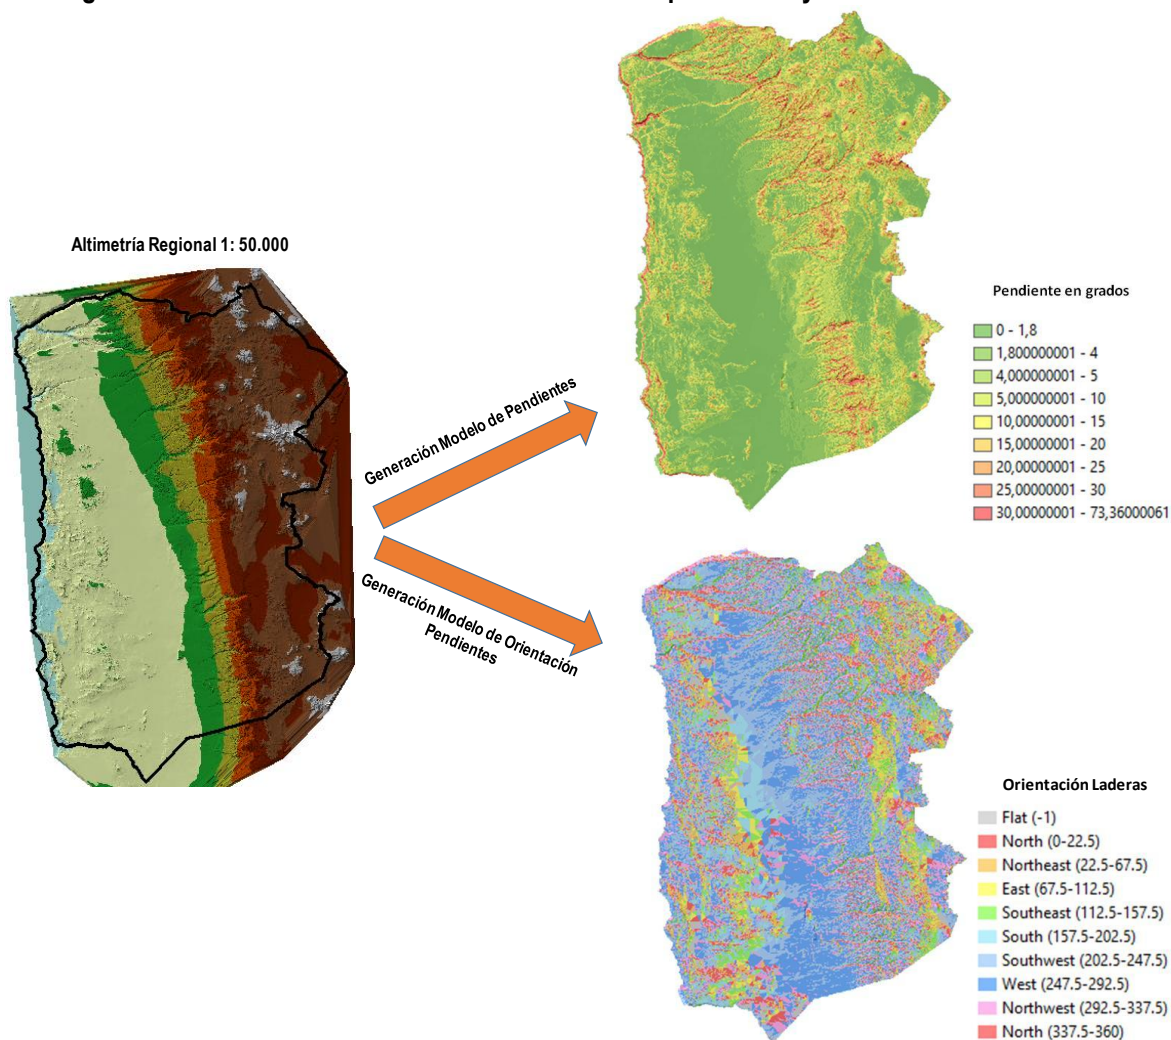 Altimetría Regional 1: 50.000
Generación Modelo de Pendientes
Generación Modelo de Orientación
Pendientes
Pendiente en grados
0 - 1,8
1,800000001 - 4
4,000000001 - 5
5,000000001 - 10
10,00000001 - 15
15,00000001 - 20
20,00000001 - 25
25,00000001 - 30
30,00000001 - 73,36000061
Orientación Laderas
Flat (-1)
North (0-22.5)
Northeast (22.5-67.5)
East (67.5-112.5)
Southeast (112.5-157.5)
South (157.5-202.5)
Southwest (202.5-247.5)
West (247.5-292.5)
Northwest (292.5-337.5)
North (337.5-360)